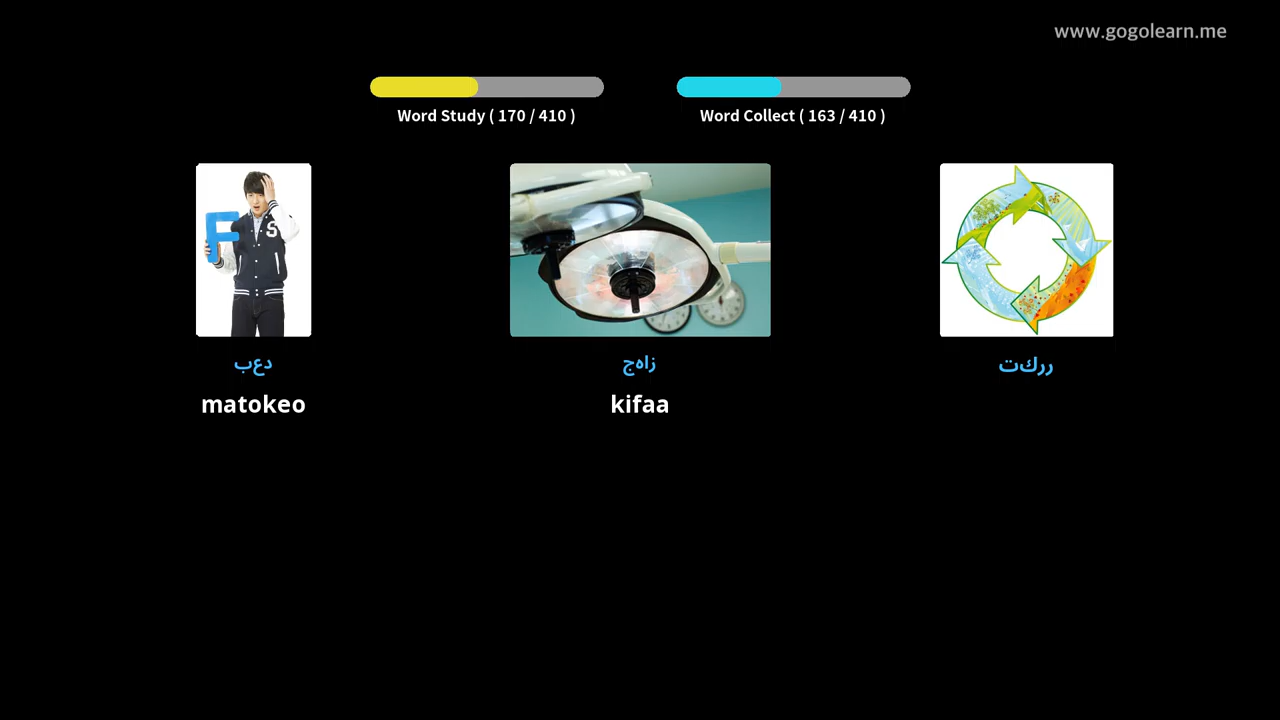 www.gogolearn.me
Word Study ( 170 / 410 )
Word Collect ( 163 / 410 )
F
S
دعب
زاهج
رركت
matokeo
kifaa